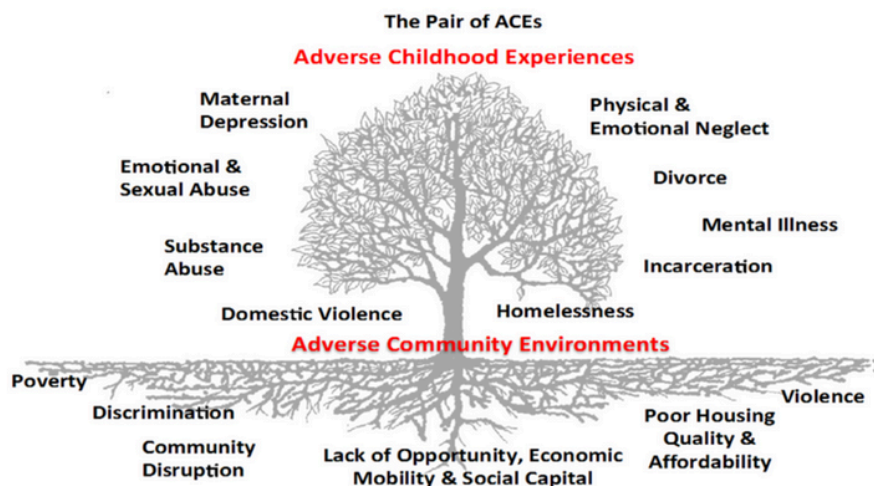 The Pair of ACEs
Adverse Childhood Experiences
Maternal
Depression
Physical &
Emotional Neglect
Emotional &
Sexual Abuse
Divorce
Mental Illness
Substance
Abuse
Incarceration
Domestic Violence
Homelessness
Adverse Community Environments
Poverty
Violence
Discrimination
Poor Housing
Quality &
Affordability
Community
Disruption
Lack of Opportunity, Economic
Mobility & Social Capital